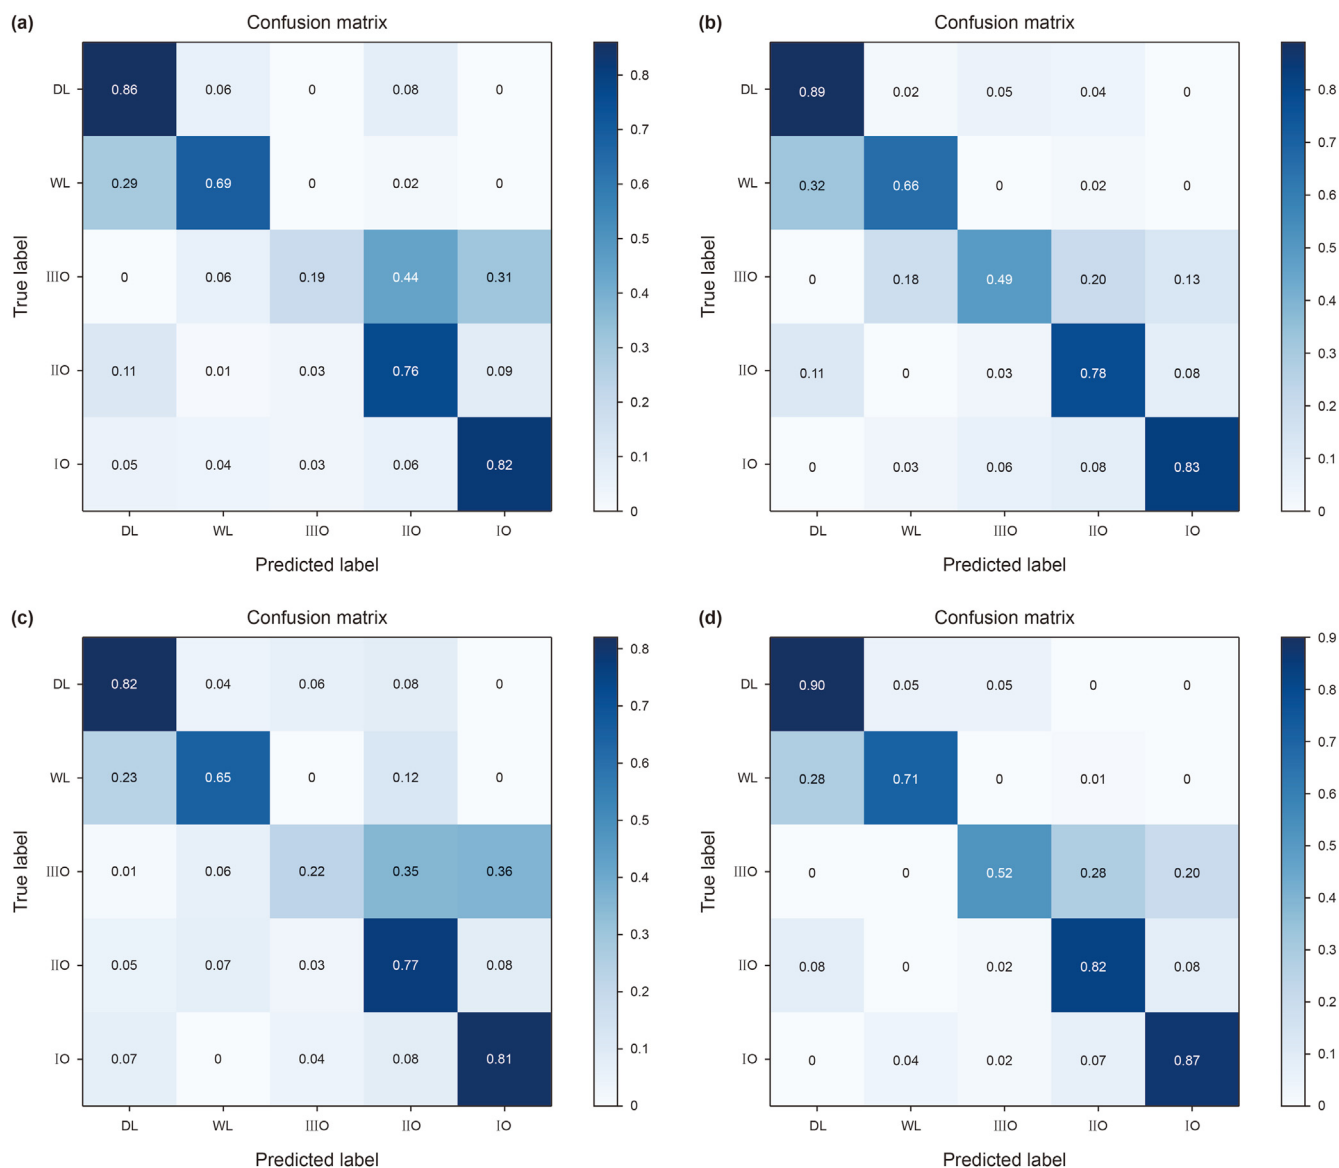 (a) Confusion matrix
DL 0.86 0.06 0 0.08 0
WL 0.29 0.69 0 0.02 0
IIIO 0 0.06 0.19 0.44 0.31
IIO 0.11 0.01 0.03 0.76 0.09
IO 0.05 0.04 0.03 0.06 0.82
DL WL IIIO IIO IO
True label
Predicted label
0.8
0.7
0.6
0.5
0.4
0.3
0.2
0.1
0
(b) Confusion matrix
DL 0.89 0.02 0.05 0.04 0
WL 0.32 0.66 0 0.02 0
IIIO 0 0.18 0.49 0.20 0.13
IIO 0.11 0 0.03 0.78 0.08
IO 0 0.03 0.06 0.08 0.83
DL WL IIIO IIO IO
True label
Predicted label
0.8
0.7
0.6
0.5
0.4
0.3
0.2
0.1
0
(c) Confusion matrix
DL 0.82 0.04 0.06 0.08 0
WL 0.23 0.65 0 0.12 0
IIIO 0.01 0.06 0.22 0.35 0.36
IIO 0.05 0.07 0.03 0.77 0.08
IO 0.07 0 0.04 0.08 0.81
DL WL IIIO IIO IO
True label
Predicted label
0.8
0.7
0.6
0.5
0.4
0.3
0.2
0.1
0
(d) Confusion matrix
DL 0.90 0.05 0.05 0 0
WL 0.28 0.71 0 0.01 0
IIIO 0 0 0.52 0.28 0.20
IIO 0.08 0 0.02 0.82 0.08
IO 0 0.04 0.02 0.07 0.87
DL WL IIIO IIO IO
True label
Predicted label
0.9
0.8
0.7
0.6
0.5
0.4
0.3
0.2
0.1
0